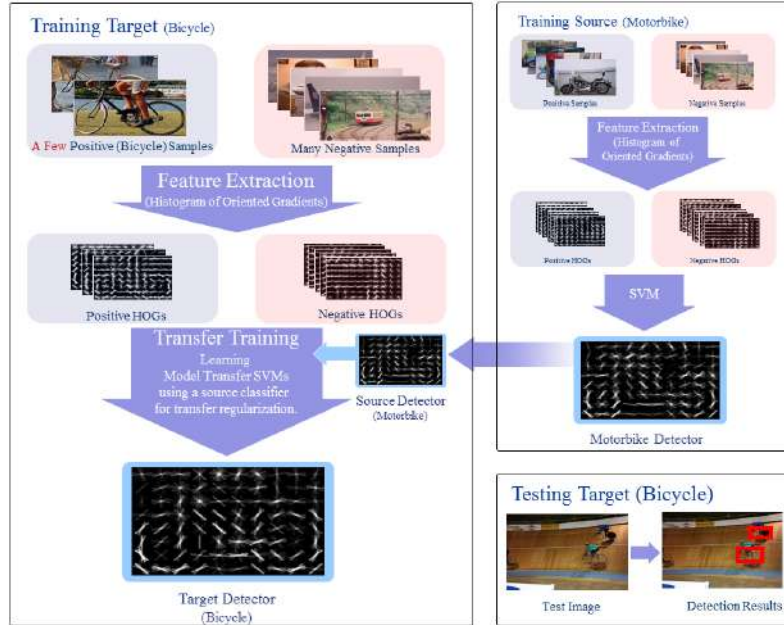 Training Target (Bicycle)
A Few Positive (Bicycle) Samples
Many Negative Samples
Feature Extraction
(Histogram of Oriented Gradients)
Positive HOGs
Negative HOGs
Transfer Training
Learning
Model Transfer SVMs
using a source classifier
for transfer regularization.
Source Detector
(Motorbike)
Target Detector
(Bicycle)
Training Source (Motorbike)
Positive Samples
Negative Samples
Feature Extraction
(Histogram of
Oriented Gradients)
Positive HOGs
Negative HOGs
SVM
Motorbike Detector
Testing Target (Bicycle)
Test Image
Detection Results